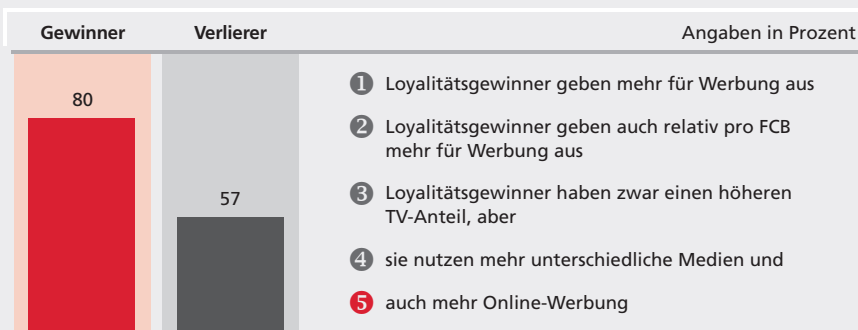 Gewinner Verlierer Angaben in Prozent
80
57
1 Loyalitätsgewinner geben mehr für Werbung aus
2 Loyalitätsgewinner geben auch relativ pro FCB
mehr für Werbung aus
3 Loyalitätsgewinner haben zwar einen höheren
TV-Anteil, aber
4 sie nutzen mehr unterschiedliche Medien und
5 auch mehr Online-Werbung